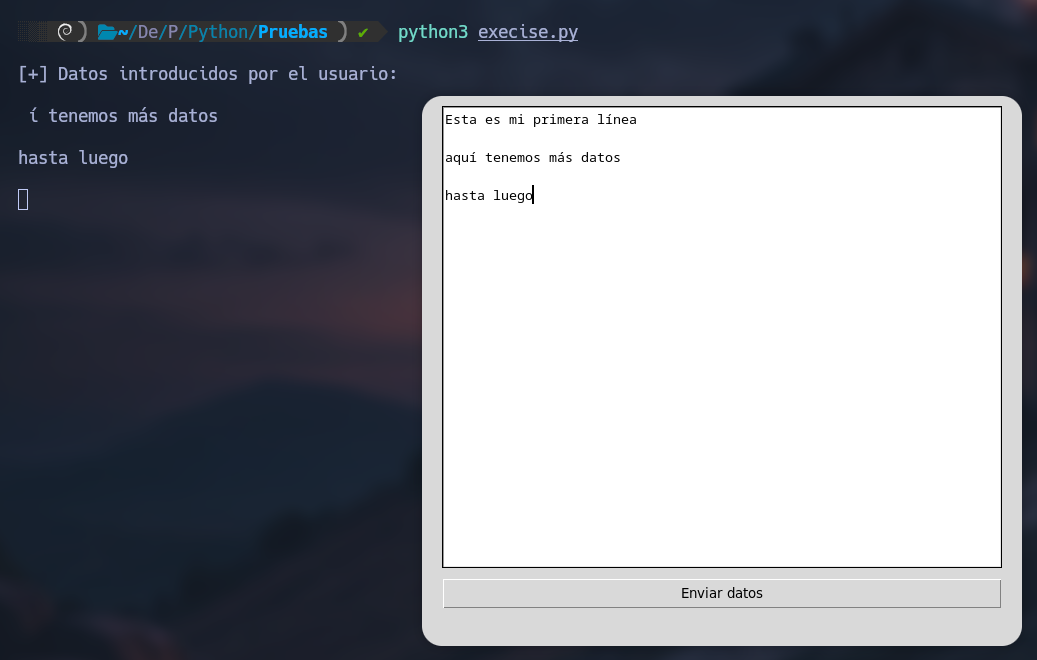 ~/De/P/Python/Pruebas ✔ python3 execise.py
[+] Datos introducidos por el usuario:
í tenemos más datos
hasta luego
Esta es mi primera línea
aquí tenemos más datos
hasta luego
Enviar datos